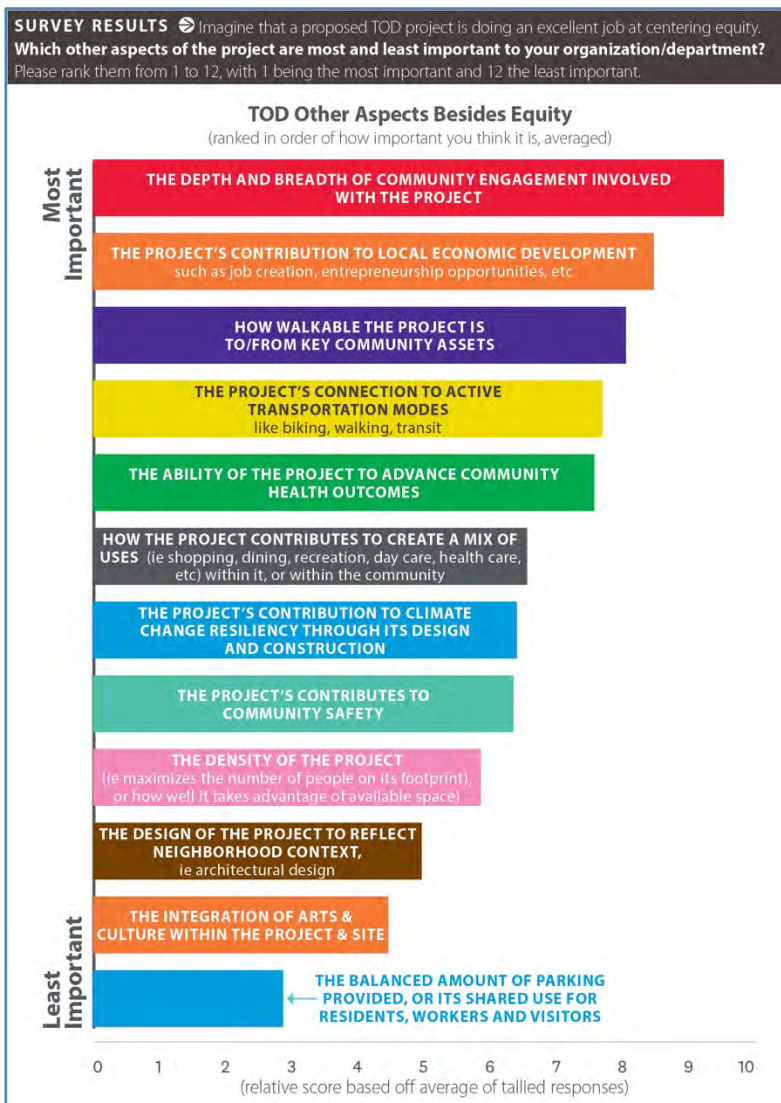 SURVEY RESULTS ➔ Imagine that a proposed TOD project is doing an excellent job at centering equity.
Which other aspects of the project are most and least important to your organization/department?
Please rank them from 1 to 12, with 1 being the most important and 12 the least important.
TOD Other Aspects Besides Equity
(ranked in order of how important you think it is, averaged)
Most
Important
THE DEPTH AND BREADTH OF COMMUNITY ENGAGEMENT INVOLVED
WITH THE PROJECT
THE PROJECT'S CONTRIBUTION TO LOCAL ECONOMIC DEVELOPMENT
such as job creation, entrepreneurship opportunities, etc
HOW WALKABLE THE PROJECT IS
TO/FROM KEY COMMUNITY ASSETS
THE PROJECT'S CONNECTION TO ACTIVE
TRANSPORTATION MODES
like biking, walking, transit
THE ABILITY OF THE PROJECT TO ADVANCE COMMUNITY
HEALTH OUTCOMES
HOW THE PROJECT CONTRIBUTES TO CREATE A MIX OF
USES (ie shopping, dining, recreation, day care, health care,
etc) within it, or within the community
THE PROJECT'S CONTRIBUTION TO CLIMATE
CHANGE RESILIENCY THROUGH ITS DESIGN
AND CONSTRUCTION
THE PROJECT'S CONTRIBUTES TO
COMMUNITY SAFETY
THE DENSITY OF THE PROJECT
((ie maximizes the number of people on its footprint),
or how well it takes advantage of available space)
THE DESIGN OF THE PROJECT TO REFLECT
NEIGHBORHOOD CONTEXT,
ie architectural design
THE INTEGRATION OF ARTS &
CULTURE WITHIN THE PROJECT & SITE
Least
Important
THE BALANCED AMOUNT OF PARKING
PROVIDED, OR ITS SHARED USE FOR
RESIDENTS, WORKERS AND VISITORS
0 1 2 3 4 5 6 7 8 9 10
(relative score based off average of tallied responses)